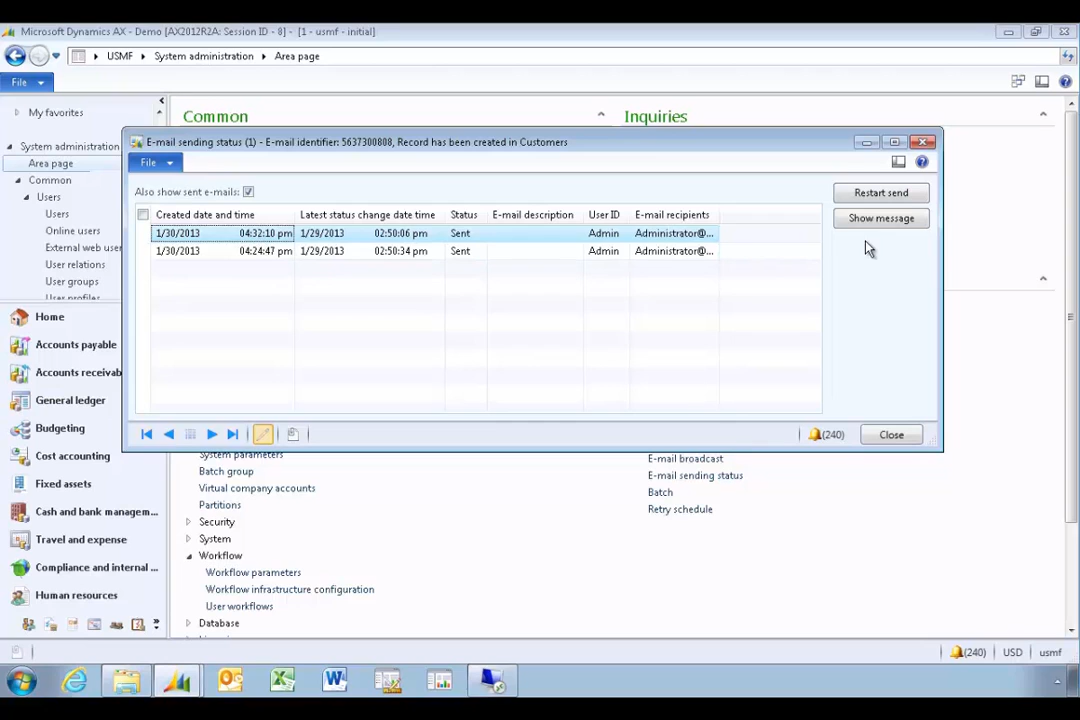 Microsoft Dynamics AX - Demo [AX2012R2A: Session ID - 8] - [1 - usmf - initial]
USMF System administration Area page
File
My favorites
System administration
Area page
Common
Users
Users
Online users
External web use
User relations
User groups
User profiles
Home
Accounts payable
Accounts receivab
General ledger
Budgeting
Cost accounting
Fixed assets
Cash and bank managem...
Travel and expense
Compliance and internal ...
Human resources
Common
Inquiries
E-mail sending status (1) - E-mail identifier: 5637300808, Record has been created in Customers
File
Also show sent e-mails:
Created date and time Latest status change date time Status E-mail description User ID E-mail recipients
1/30/2013 04:32:10 pm 1/29/2013 02:50:06 pm Sent Admin Administrator@...
1/30/2013 04:24:47 pm 1/29/2013 02:50:34 pm Sent Admin Administrator@...
Restart send
Show message
(240)
Close
System parameters
Batch group
Virtual company accounts
Partitions
Security
System
Workflow
Workflow parameters
Workflow infrastructure configuration
User workflows
Database
E-mail broadcast
E-mail sending status
Batch
Retry schedule
(240) USD usmf